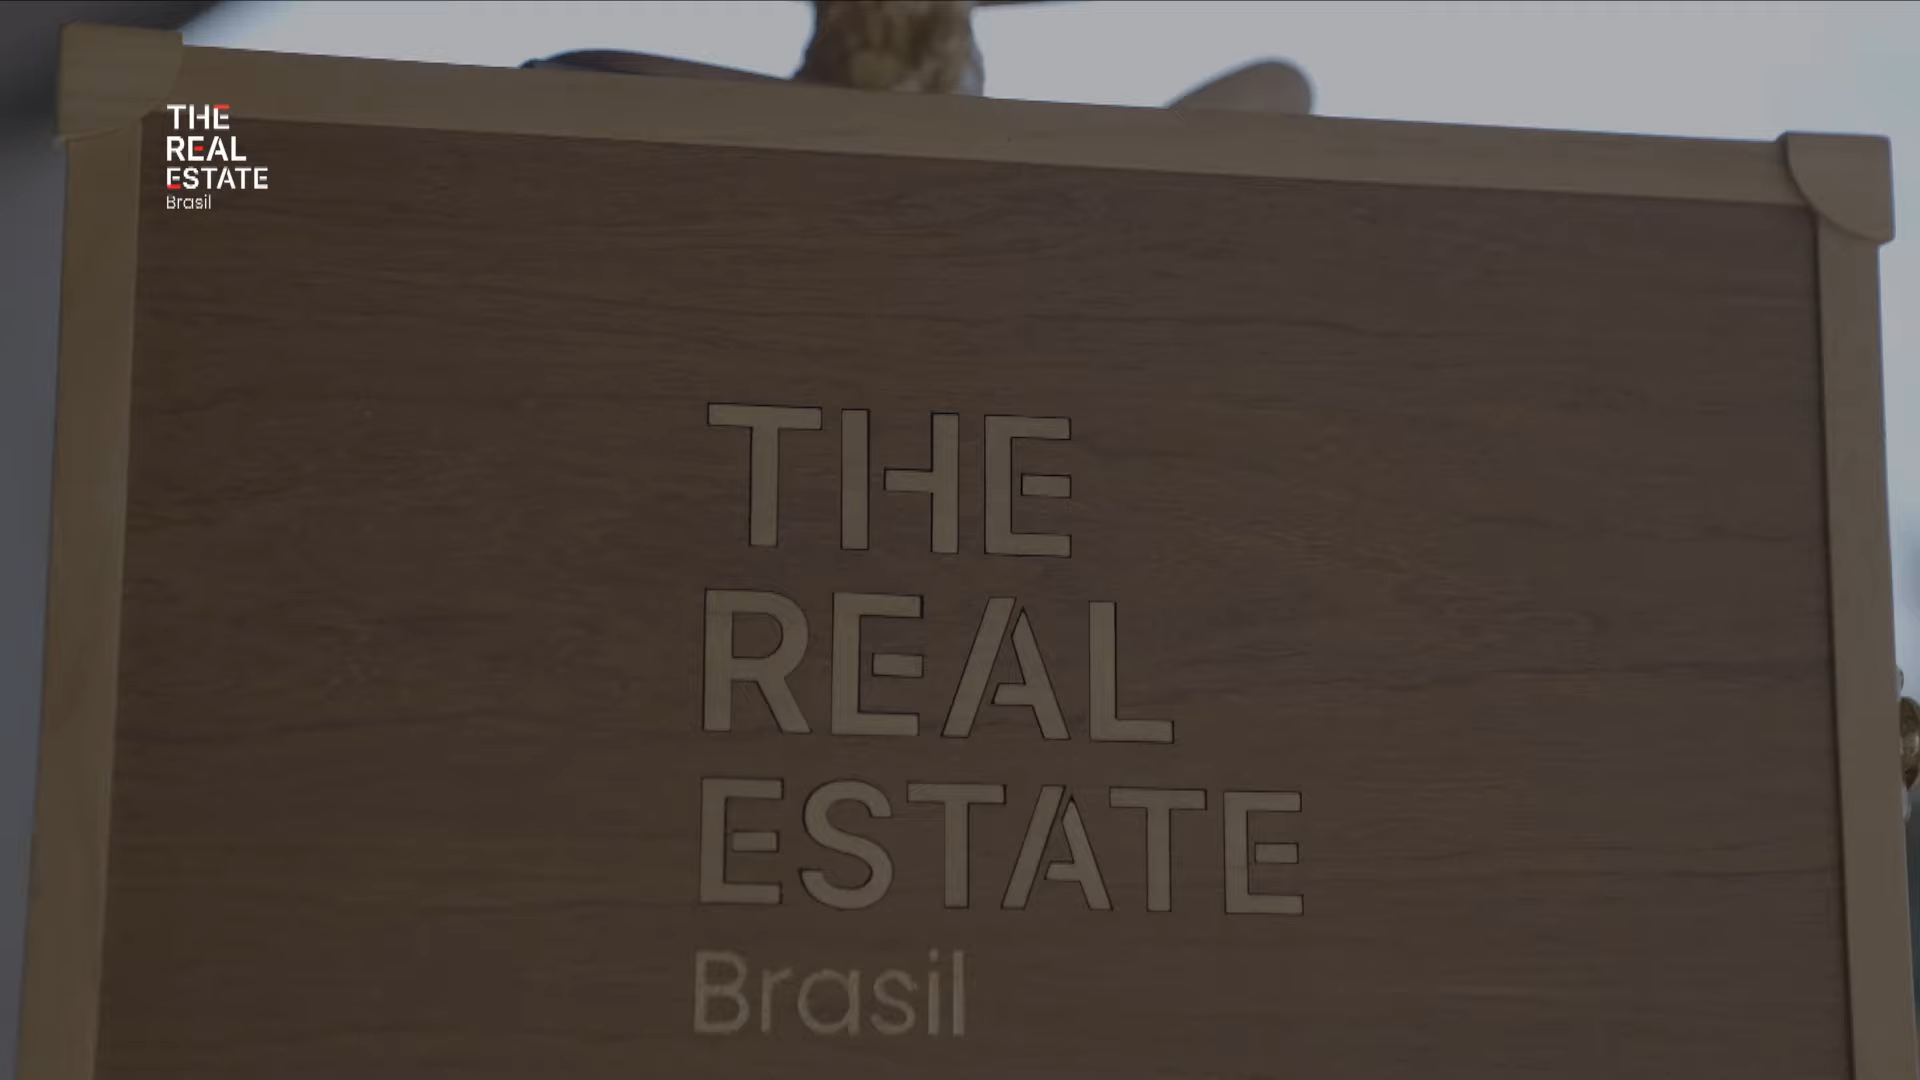 THE
REAL
ESTATE
Brasil
THE
REAL
ESTATE
Brasil